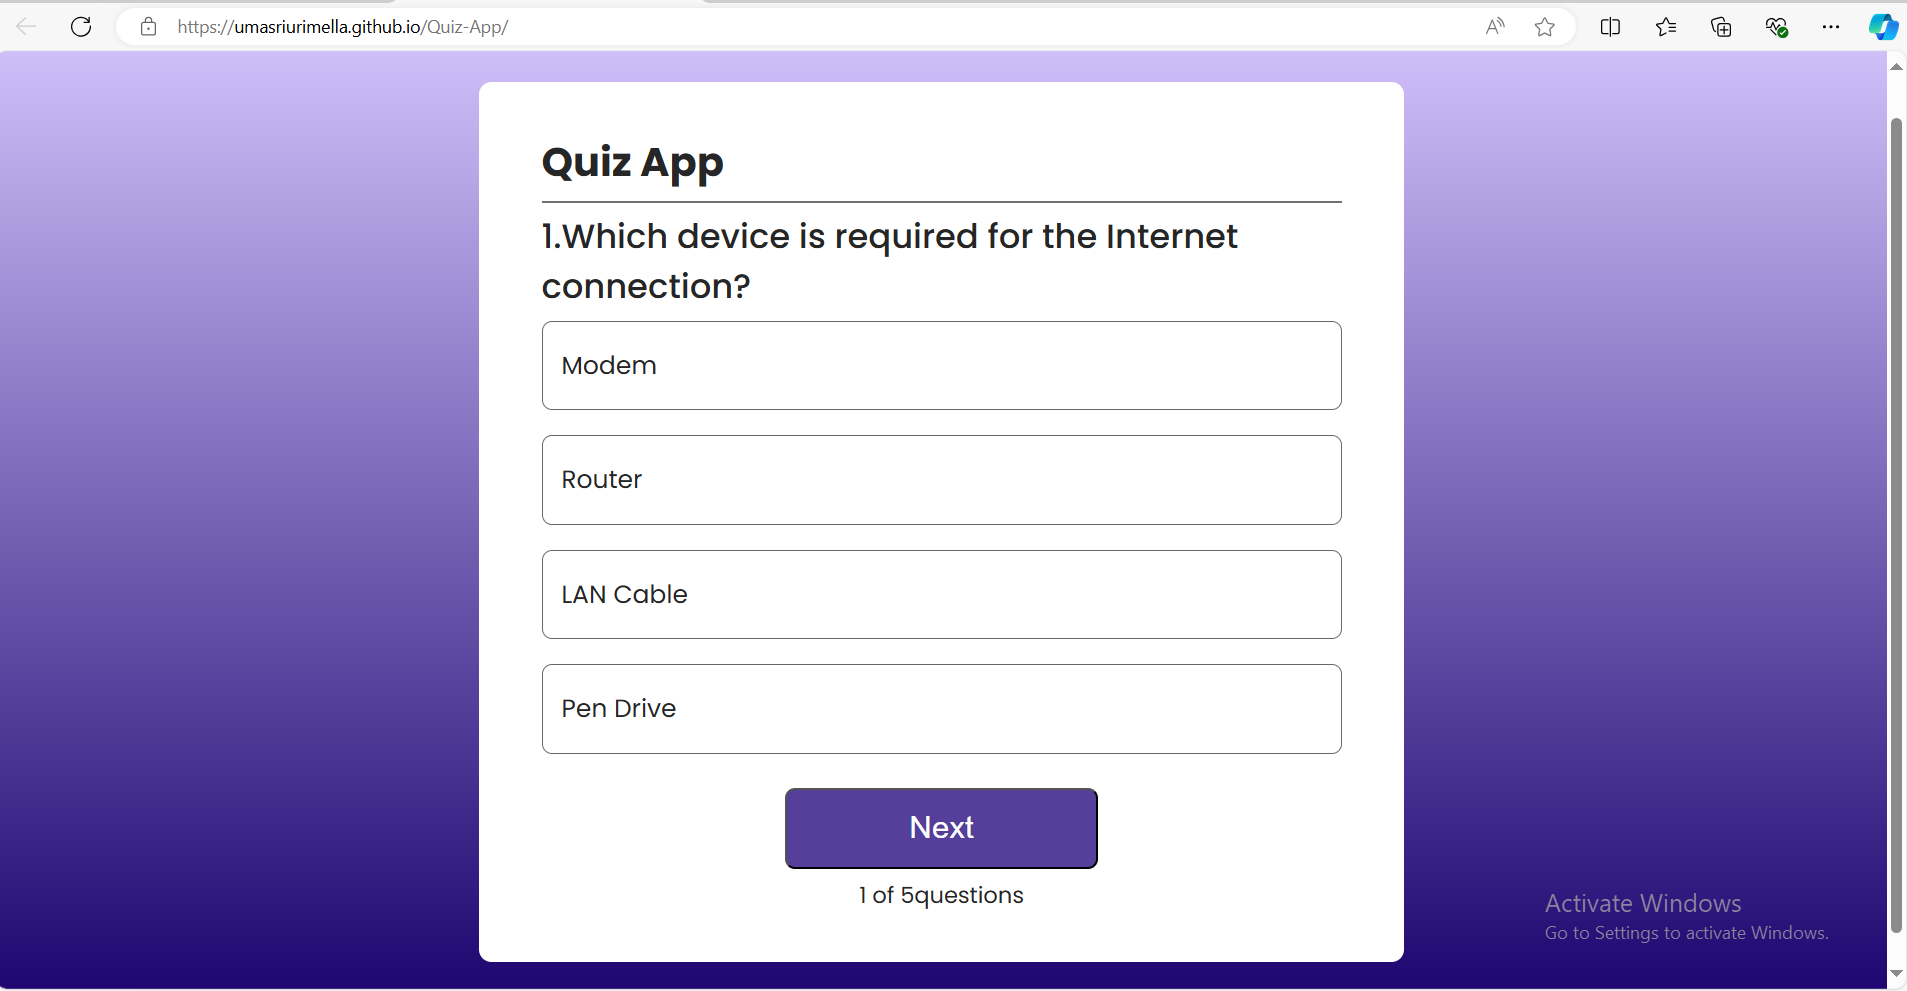 https://umasriurimella.github.io/Quiz-App/
Quiz App
1.Which device is required for the Internet
connection?
Modem
Router
LAN Cable
Pen Drive
Next
1 of 5questions
Activate Windows
Go to Settings to activate Windows.